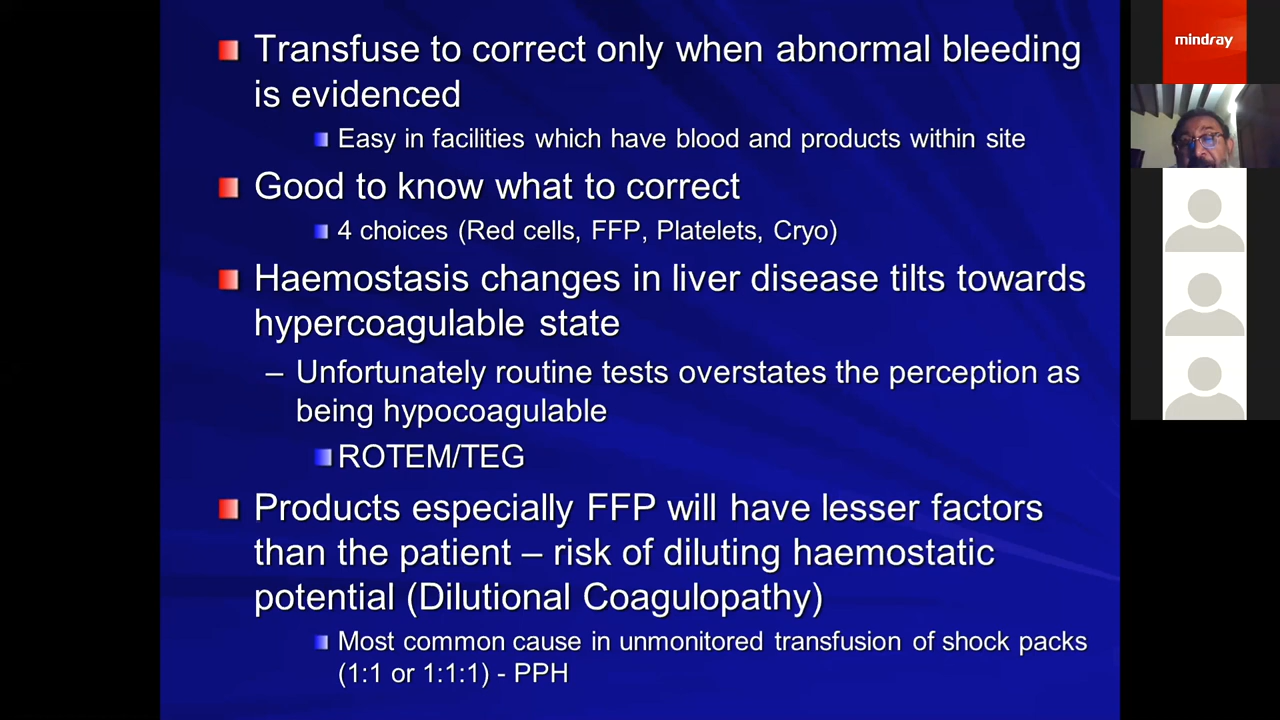 Transfuse to correct only when abnormal bleeding
is evidenced
Easy in facilities which have blood and products within site
Good to know what to correct
4 choices (Red cells, FFP, Platelets, Cryo)
Haemostasis changes in liver disease tilts towards
hypercoagulable state
– Unfortunately routine tests overstates the perception as
being hypocoagulable
ROTEM/TEG
Products especially FFP will have lesser factors
than the patient – risk of diluting haemostatic
potential (Dilutional Coagulopathy)
Most common cause in unmonitored transfusion of shock packs
(1:1 or 1:1:1) - PPH
mindray